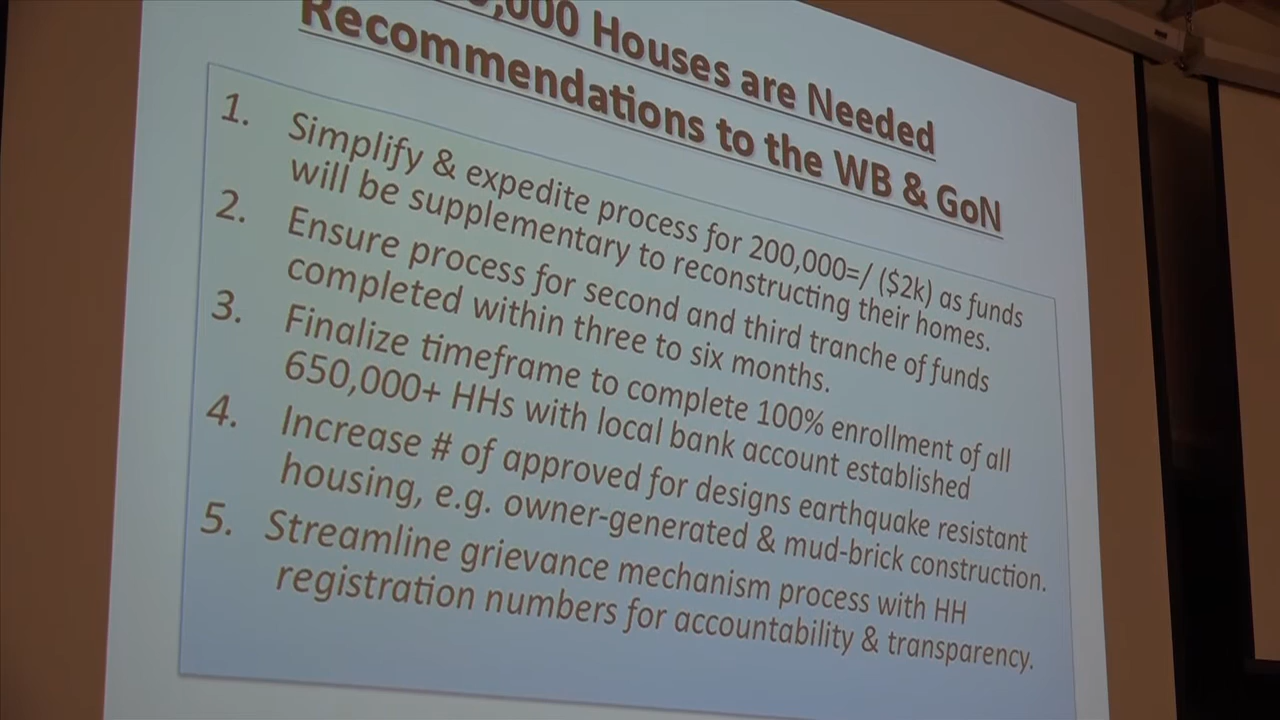 ,000 Houses are Needed
Recommendations to the WB & GoN
1. Simplify & expedite process for 200,000=/ ($2k) as funds
will be supplementary to reconstructing their homes.
2. Ensure process for second and third tranche of funds
completed within three to six months.
3. Finalize timeframe to complete 100% enrollment of all
650,000+ HHs with local bank account established
4. Increase # of approved for designs earthquake resistant
housing, e.g. owner-generated & mud-brick construction.
5. Streamline grievance mechanism process with HH
registration numbers for accountability & transparency.